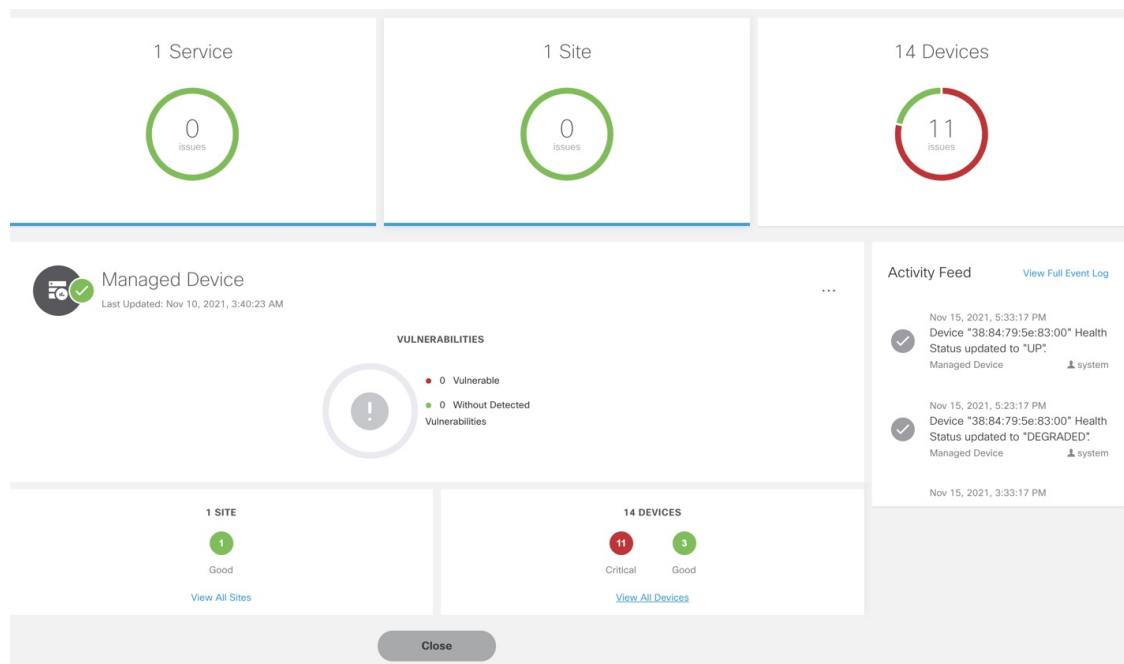 1 Service
0
issues
1 Site
0
issues
14 Devices
11
issues
Managed Device
Last Updated: Nov 10, 2021, 3:40:23 AM
...
VULNERABILITIES
0 Vulnerable
0 Without Detected
Vulnerabilities
1 SITE
1
Good
View All Sites
14 DEVICES
11
Critical
3
Good
View All Devices
Activity Feed
View Full Event Log
Nov 15, 2021, 5:33:17 PM
Device "38:84:79:5e:83:00" Health
Status updated to "UP".
Managed Device
system
Nov 15, 2021, 5:23:17 PM
Device "38:84:79:5e:83:00" Health
Status updated to "DEGRADED".
Managed Device
system
Nov 15, 2021, 3:33:17 PM
Close